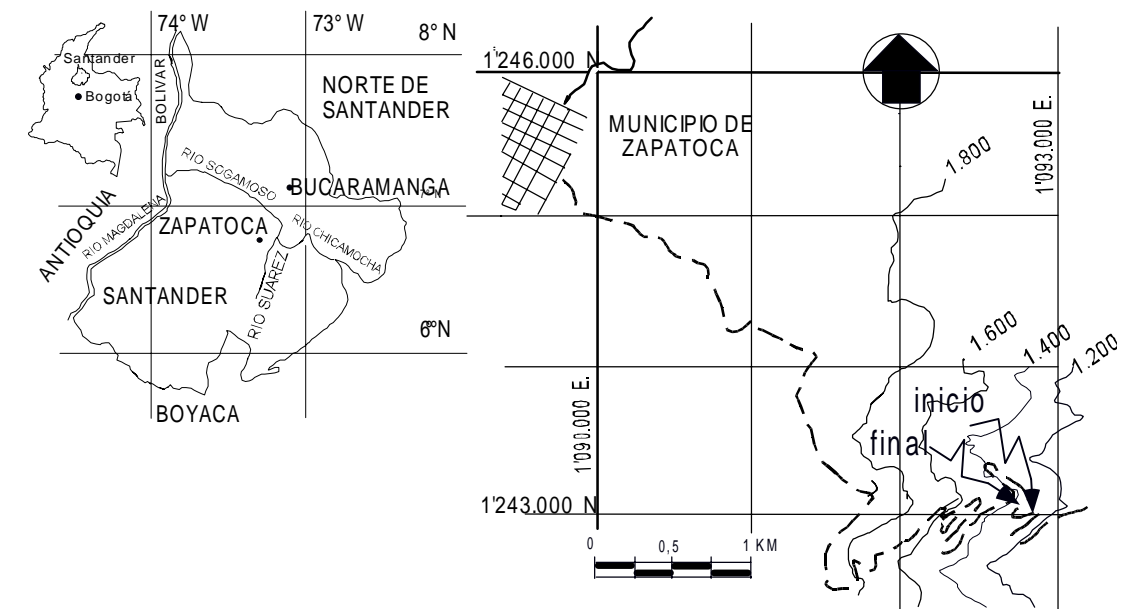 74° W
73° W
8° N
Santander
Bogotá
BOLIVAR
NORTE DE
SANTANDER
RIO SOGAMOSO
BUCARAMANGA
7° N
ANTIOQUIA
RIO MAGDALENA
ZAPATOCA
RIO CHICAMOCHA
SANTANDER
RIO SUAREZ
6° N
BOYACA
1'246.000 N
MUNICIPIO DE
ZAPATOCA
1'093.000 E.
1.800
1.600
1.400
1.200
1'090.000 E.
inicio
final
1'243.000 N
0
0,5
1 KM